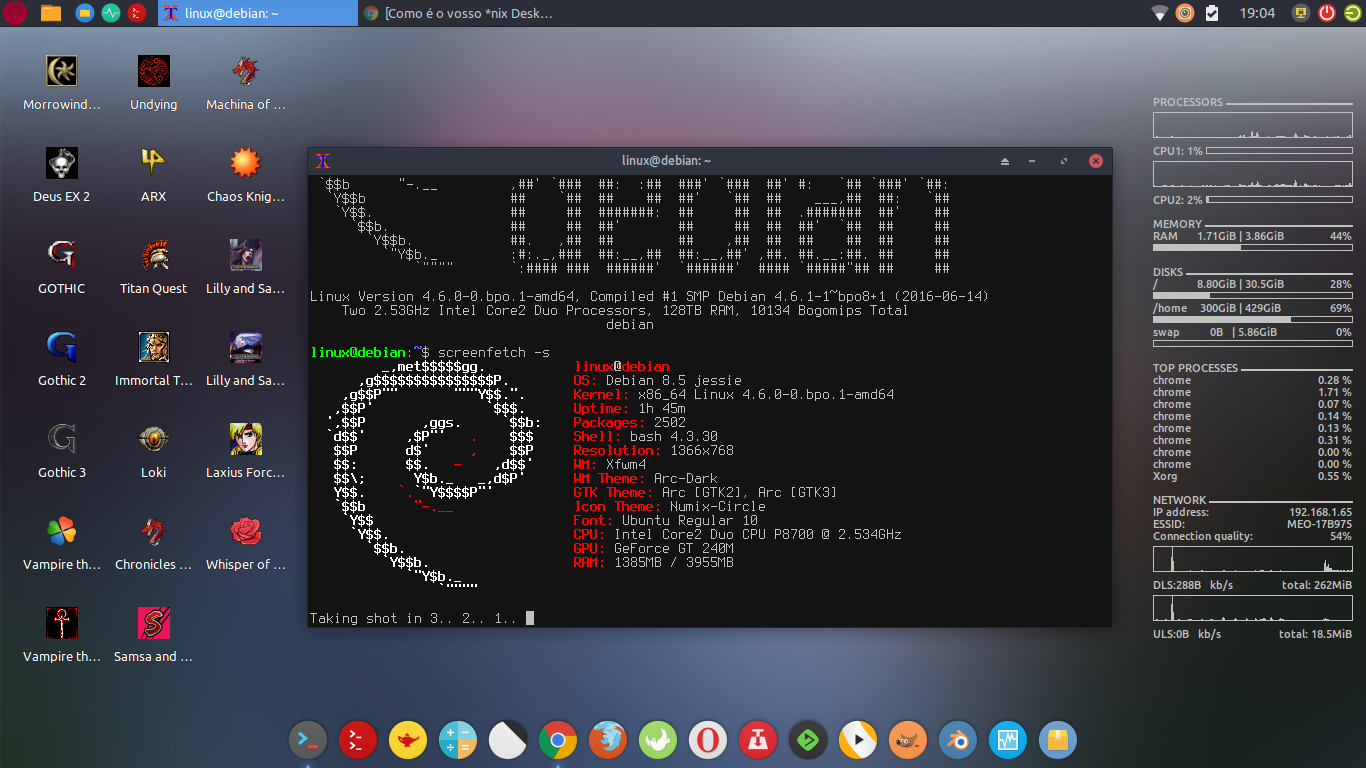 linux@debian: ~
[Como é o vosso *nix Desk...
19:04
Morrowind...
Undying
Machina of ...
Deus EX 2
ARX
Chaos Knig...
GOTHIC
Titan Quest
Lilly and Sa...
Gothic 2
Immortal T...
Lilly and Sa...
Gothic 3
Loki
Laxius Forc...
Vampire th...
Chronicles ...
Whisper of ...
Vampire th...
Samsa and ...
linux@debian: ~
Linux Version 4.6.0-0.bpo.1-amd64, Compiled #1 SMP Debian 4.6.1-1~bpo8+1 (2016-06-14)
Two 2.53GHz Intel Core2 Duo Processors, 128TB RAM, 10134 Bogomips Total
debian
linux@debian:~$ screenfetch -s
linux@debian
OS: Debian 8.5 jessie
Kernel: x86_64 Linux 4.6.0-0.bpo.1-amd64
Uptime: 1h 45m
Packages: 2502
Shell: bash 4.3.30
Resolution: 1366x768
WM: Xfwm4
WM Theme: Arc-Dark
GTK Theme: Arc [GTK2], Arc [GTK3]
Icon Theme: Numix-Circle
Font: Ubuntu Regular 10
CPU: Intel Core2 Duo CPU P8700 @ 2.534GHz
GPU: GeForce GT 240M
RAM: 1385MB / 3955MB
Taking shot in 3.. 2.. 1..
PROCESSORS
CPU1: 1%
CPU2: 2%
MEMORY
RAM 1.71GiB | 3.86GiB 44%
DISKS
/ 8.80GiB | 30.5GiB 28%
/home 300GiB | 429GiB 69%
swap 0B | 5.86GiB 0%
TOP PROCESSES
chrome 0.28 %
chrome 1.71 %
chrome 0.07 %
chrome 0.14 %
chrome 0.13 %
chrome 0.31 %
chrome 0.00 %
chrome 0.00 %
Xorg 0.55 %
NETWORK
IP address: 192.168.1.65
ESSID: MEO-17B975
Connection quality: 54%
DLS:288B kb/s total: 262MiB
ULS:0B kb/s total: 18.5MiB